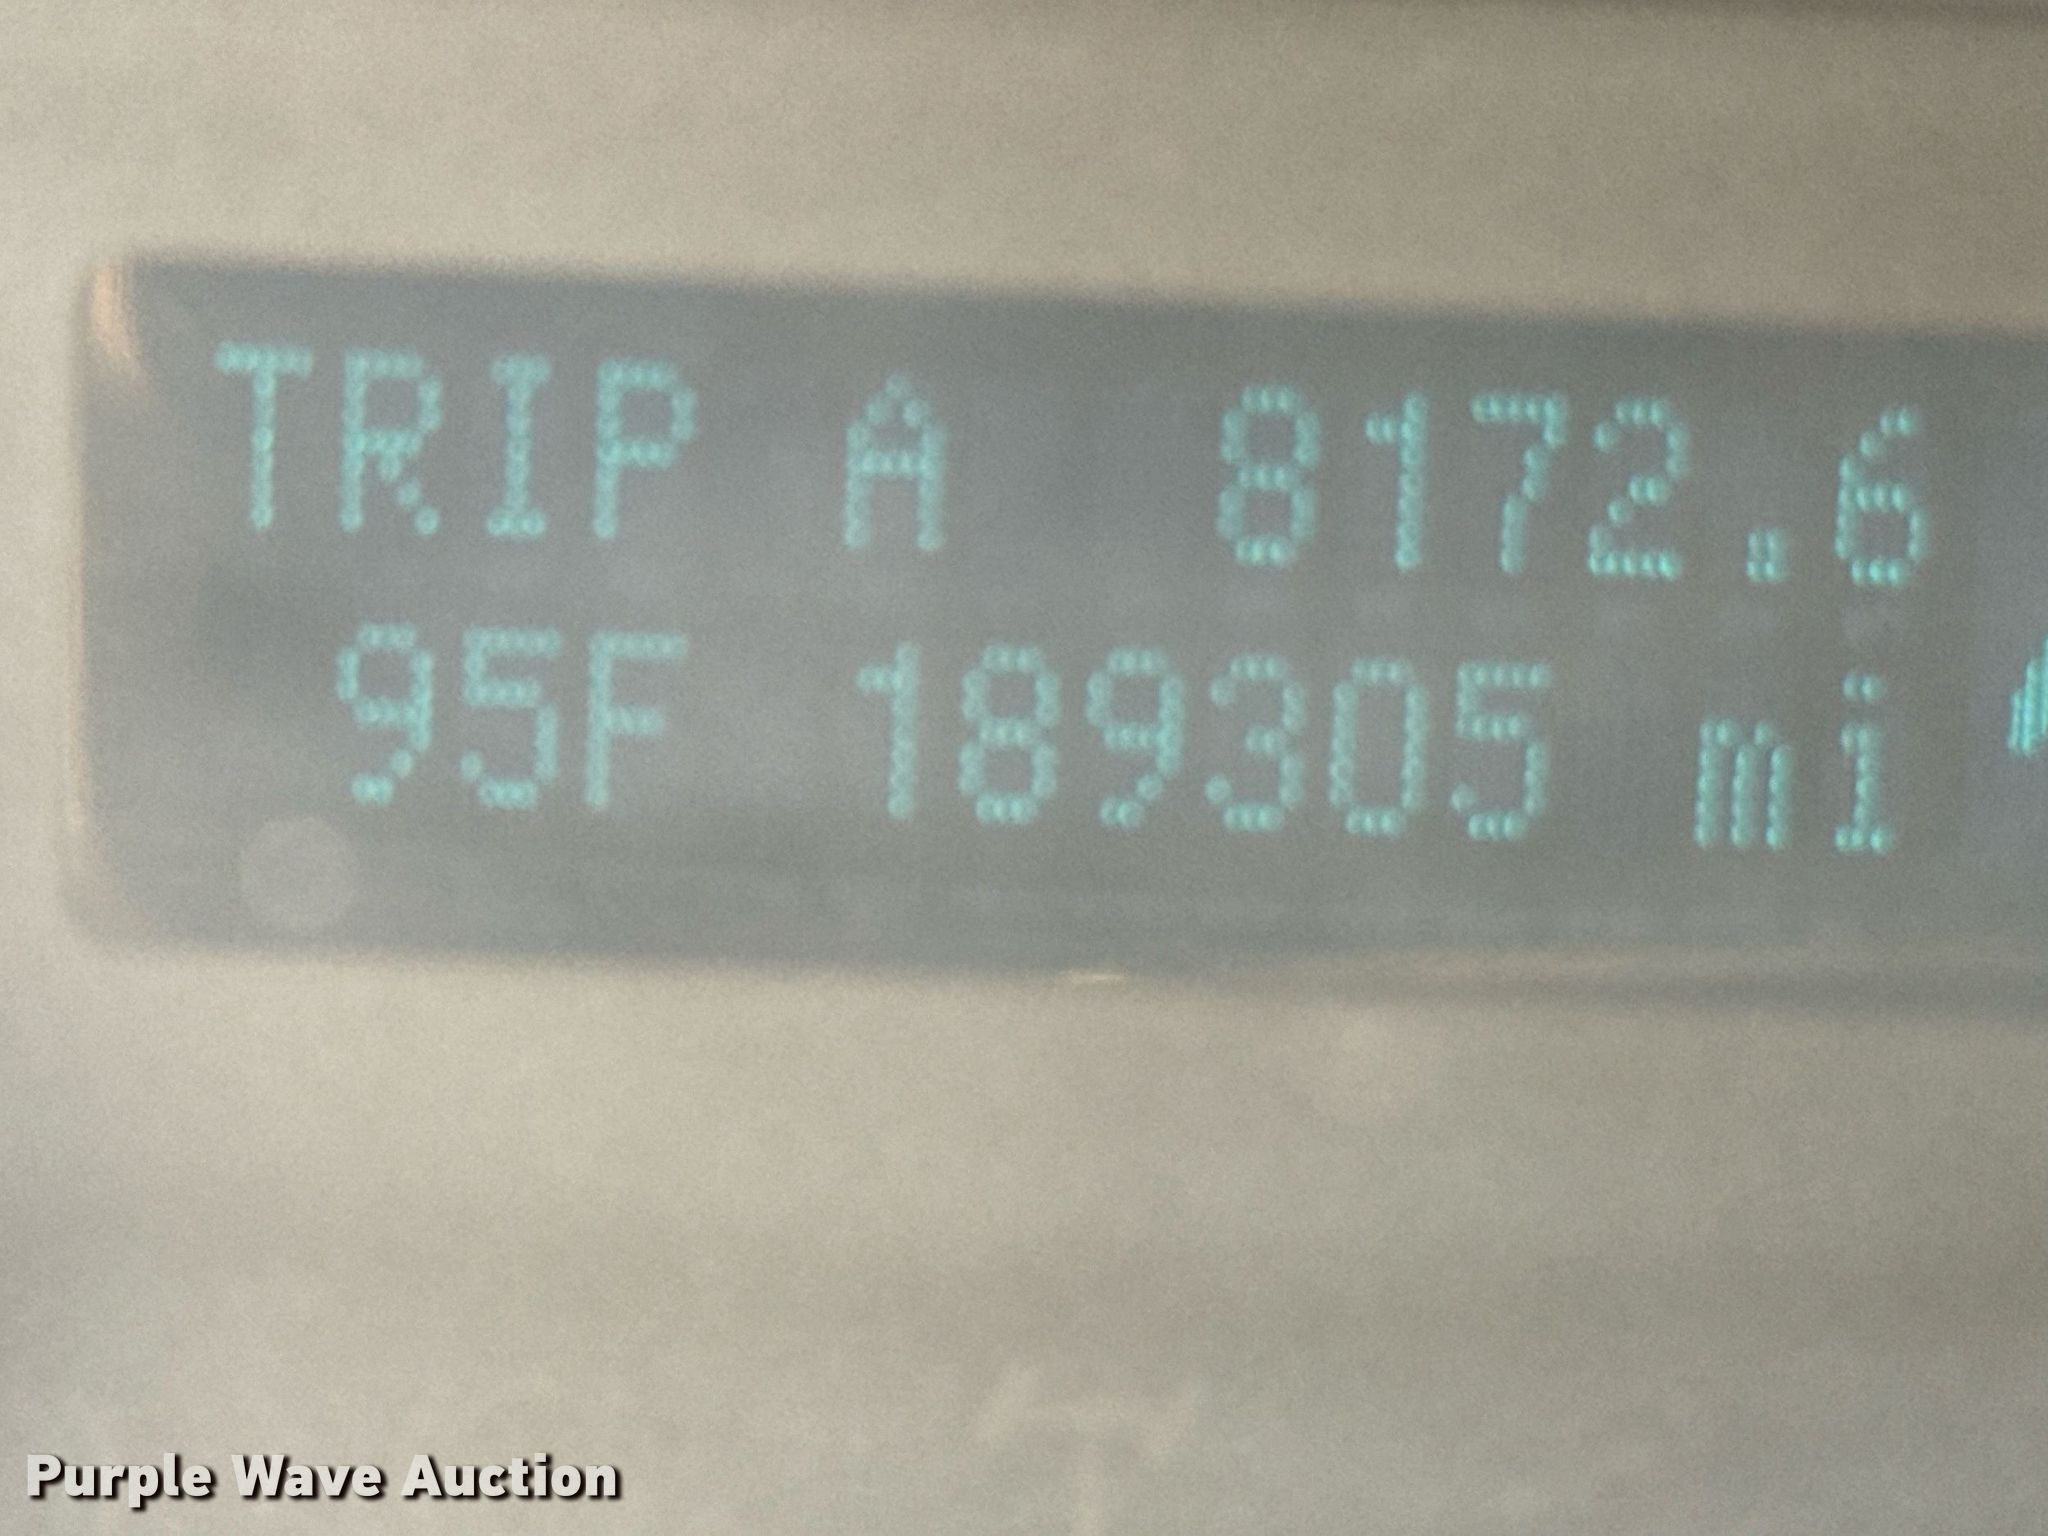 TRIP A 8172.6
95F 189305 mi
Purple Wave Auction